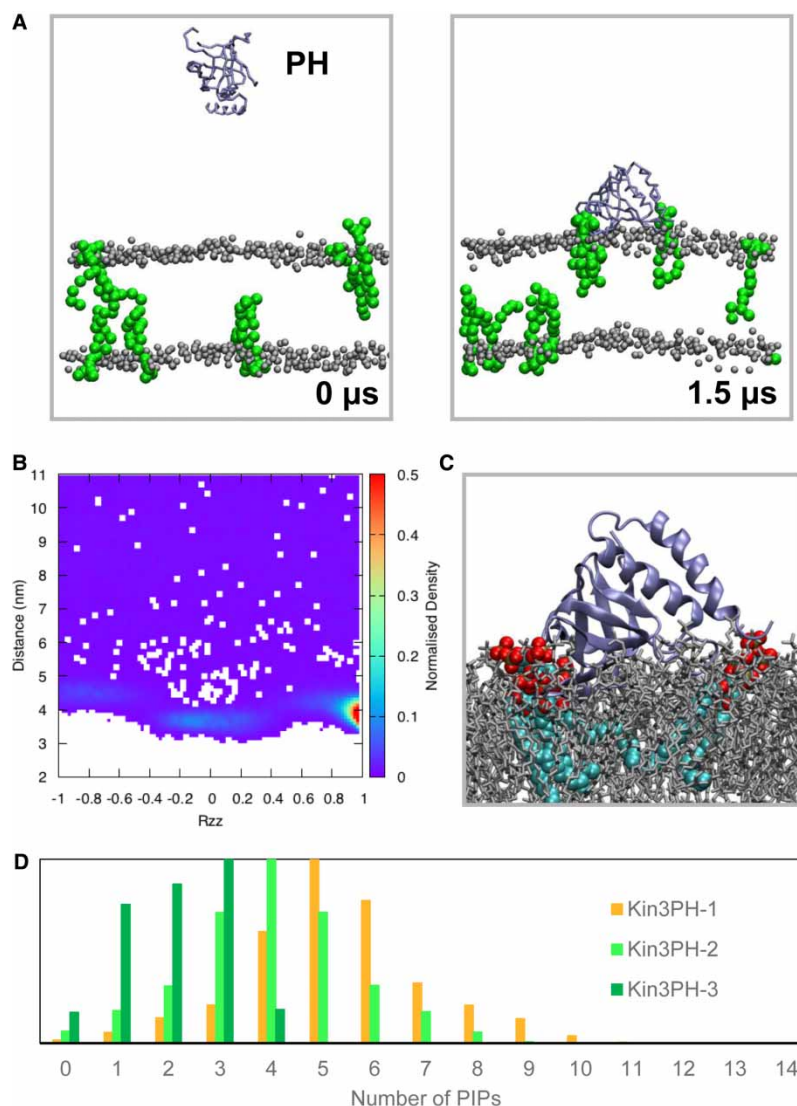 A
PH
0 µs
1.5 µs
B
11
10
9
8
7
6
5
4
3
2
Distance (nm)
-1 -0.8 -0.6 -0.4 -0.2 0 0.2 0.4 0.6 0.8 1
Rzz
0.5
0.4
0.3
0.2
0.1
0
Normalised Density
C
D
Kin3PH-1
Kin3PH-2
Kin3PH-3
0 1 2 3 4 5 6 7 8 9 10 11 12 13 14
Number of PIPs